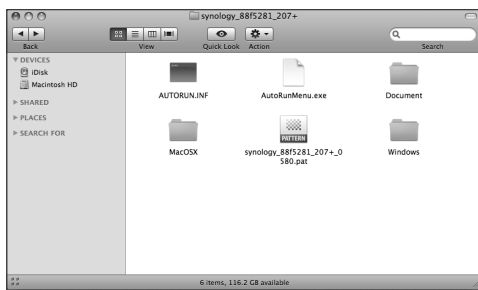 synology_88f5281_207+
Back
View
Quick Look
Action
Search
DEVICES
iDisk
Macintosh HD
SHARED
PLACES
SEARCH FOR
AUTORUN.INF
AutoRunMenu.exe
Document
MacOSX
PATTERN
synology_88f5281_207+_0
580.pat
Windows
6 items, 116.2 GB available